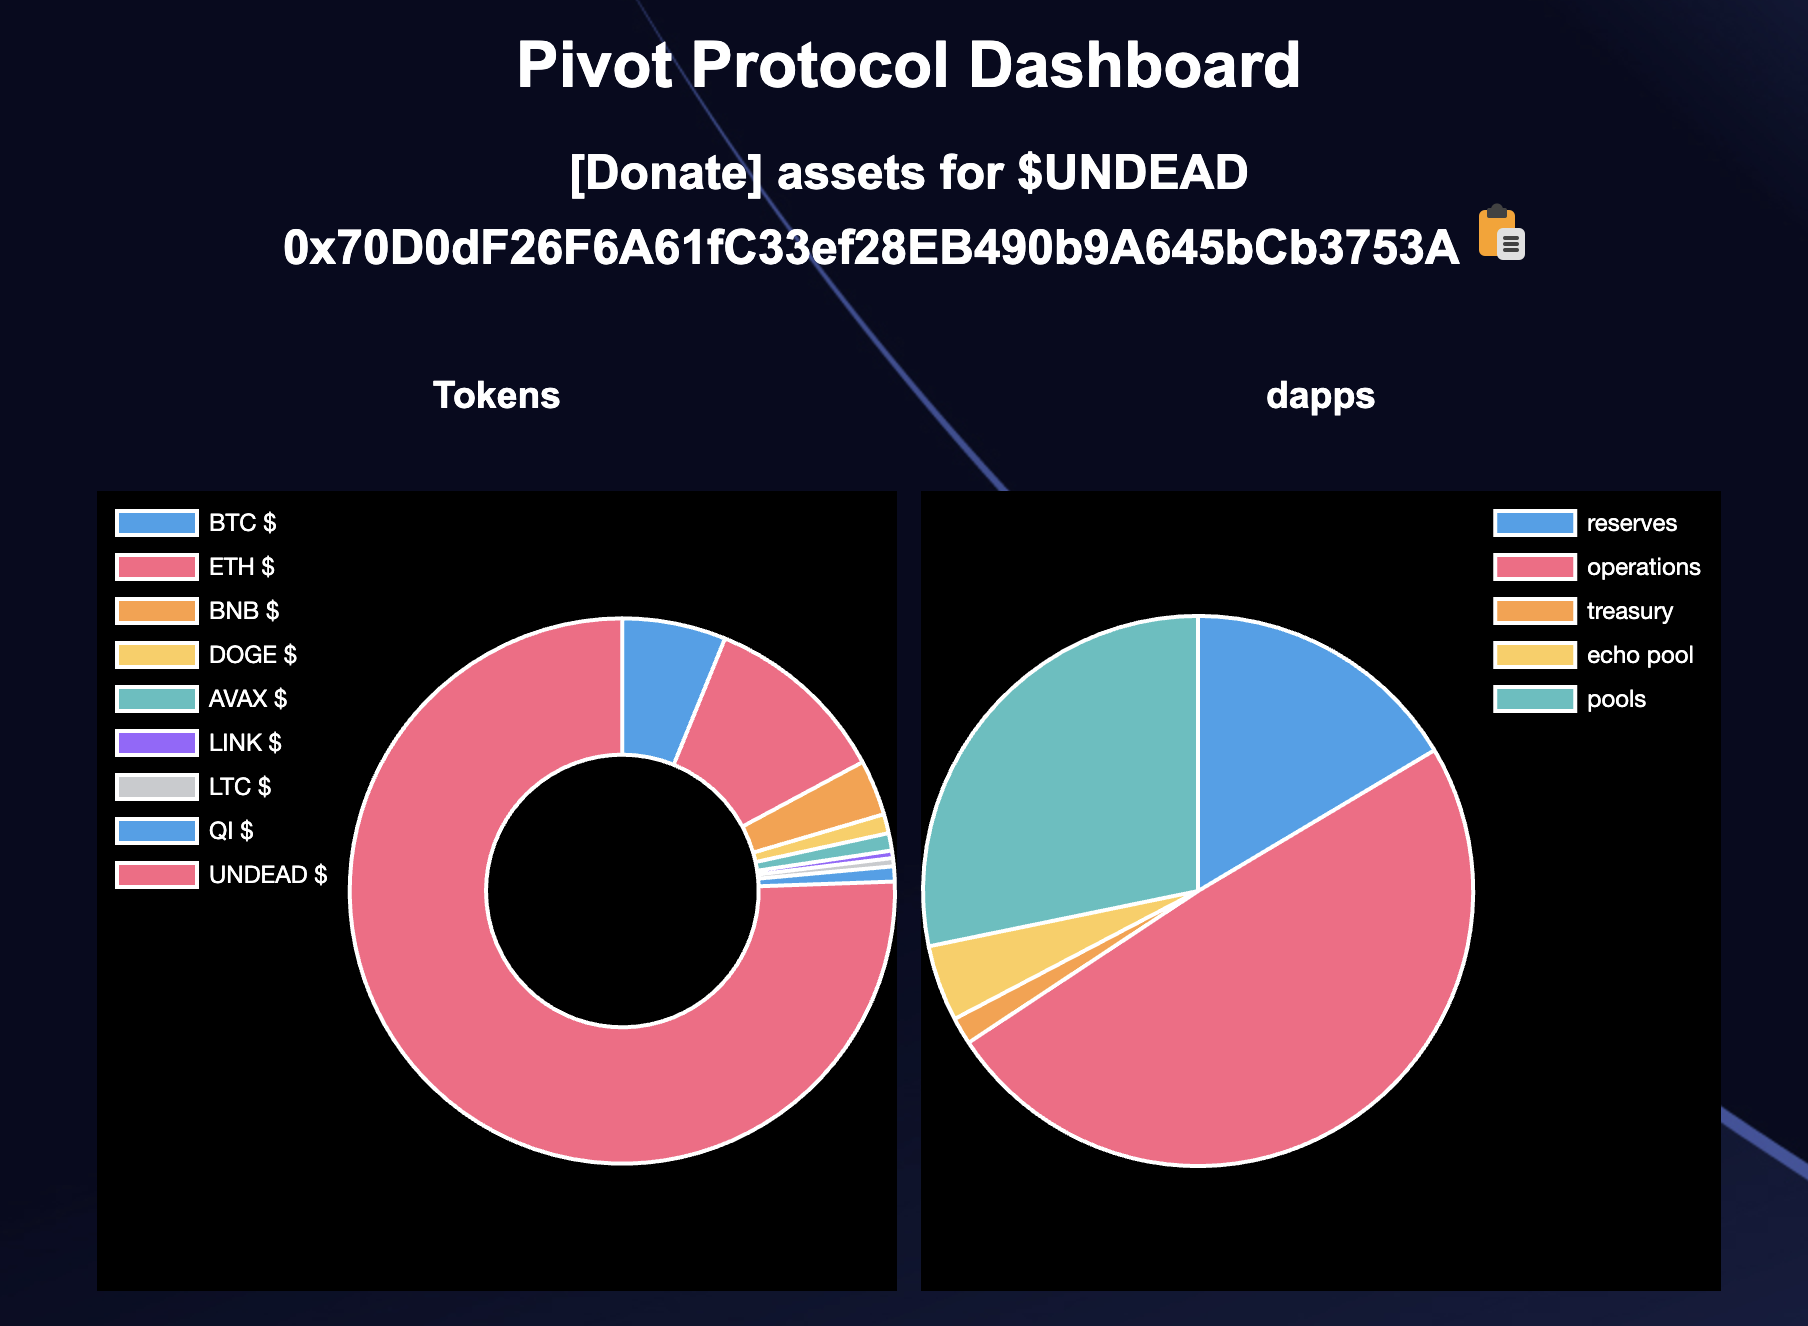 Pivot Protocol Dashboard
[Donate] assets for $UNDEAD
0x70D0dF26F6A61fC33ef28EB490b9A645bCb3753A
Tokens
BTC $
ETH $
BNB $
DOGE $
AVAX $
LINK $
LTC $
QI $
UNDEAD $
dapps
reserves
operations
treasury
echo pool
pools